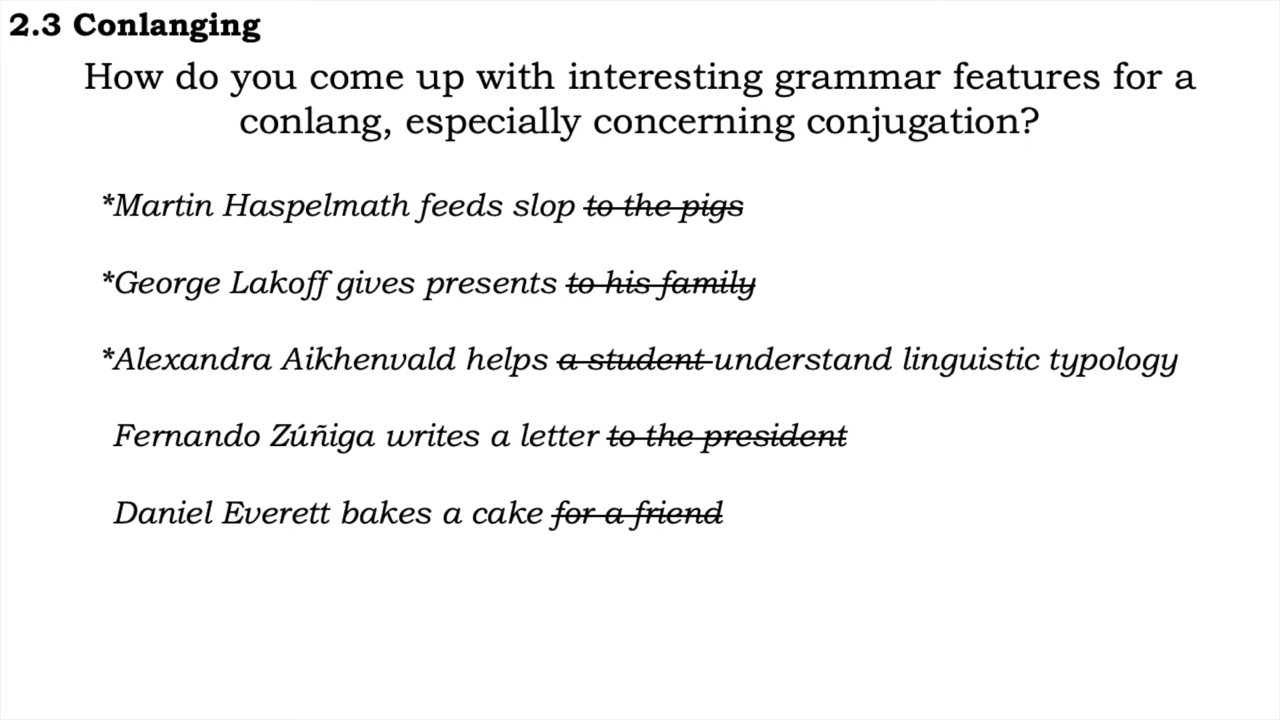 2.3 Conlanging
How do you come up with interesting grammar features for a
conlang, especially concerning conjugation?
*Martin Haspelmath feeds slop to the pigs
*George Lakoff gives presents to his family
*Alexandra Aikhenvald helps a student understand linguistic typology
Fernando Zúñiga writes a letter to the president
Daniel Everett bakes a cake for a friend